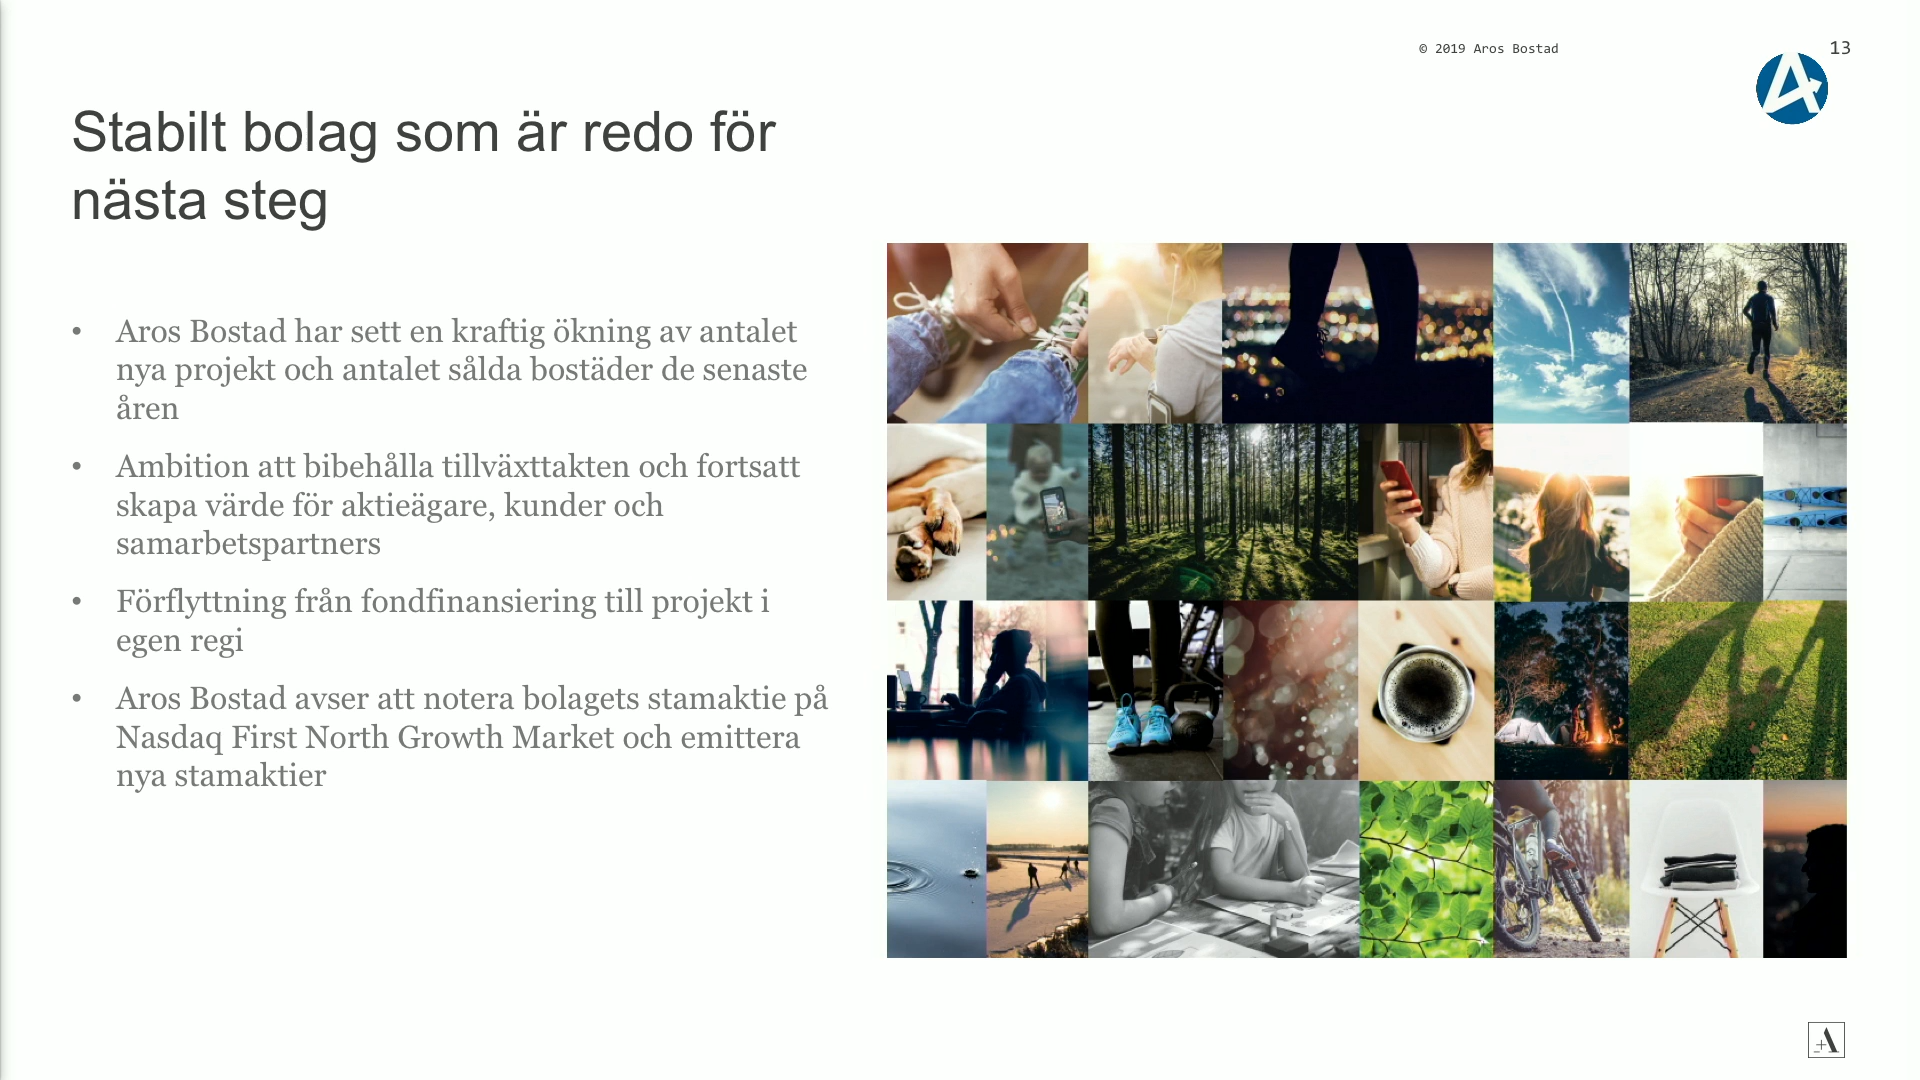 © 2019 Aros Bostad
13
Stabilt bolag som är redo för
nästa steg
• Aros Bostad har sett en kraftig ökning av antalet
nya projekt och antalet sålda bostäder de senaste
åren
• Ambition att bibehålla tillväxttakten och fortsatt
skapa värde för aktieägare, kunder och
samarbetspartners
• Förflyttning från fondfinansiering till projekt i
egen regi
• Aros Bostad avser att notera bolagets stamaktie på
Nasdaq First North Growth Market och emittera
nya stamaktier